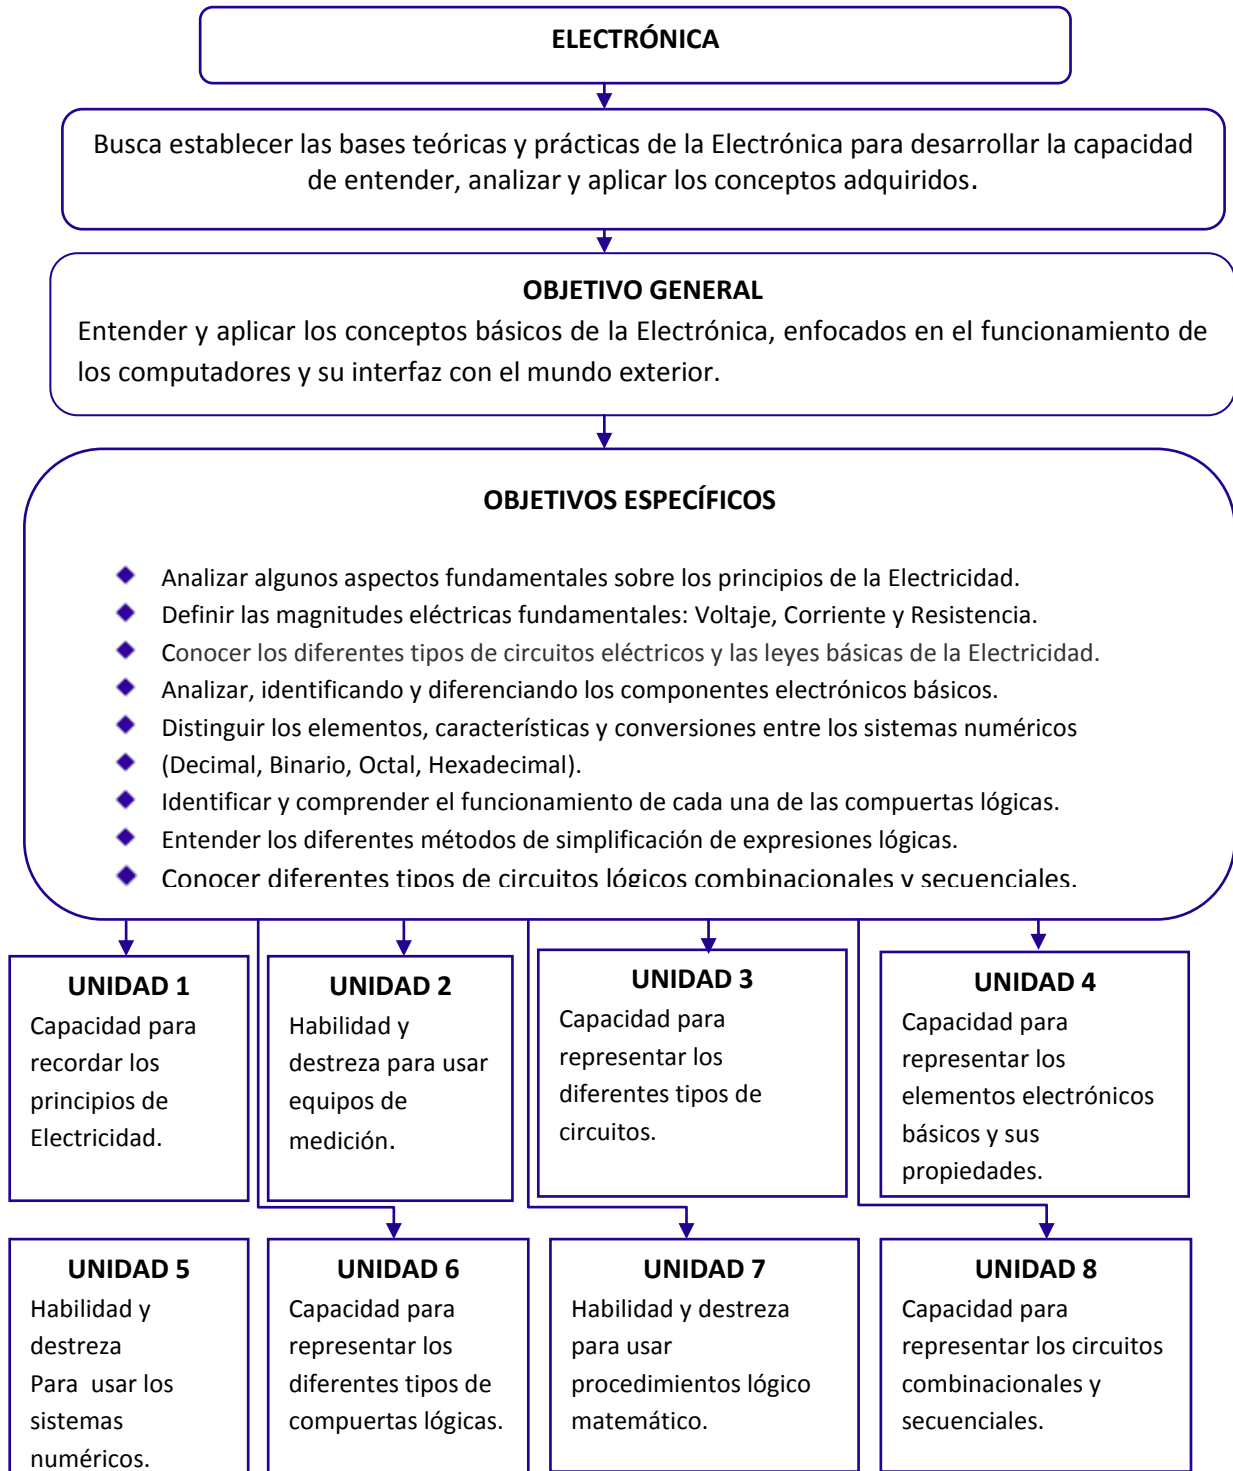 ELECTRÓNICA
Busca establecer las bases teóricas y prácticas de la Electrónica para desarrollar la capacidad
de entender, analizar y aplicar los conceptos adquiridos.
OBJETIVO GENERAL
Entender y aplicar los conceptos básicos de la Electrónica, enfocados en el funcionamiento de
los computadores y su interfaz con el mundo exterior.
OBJETIVOS ESPECÍFICOS
Analizar algunos aspectos fundamentales sobre los principios de la Electricidad.
Definir las magnitudes eléctricas fundamentales: Voltaje, Corriente y Resistencia.
Conocer los diferentes tipos de circuitos eléctricos y las leyes básicas de la Electricidad.
Analizar, identificando y diferenciando los componentes electrónicos básicos.
Distinguir los elementos, características y conversiones entre los sistemas numéricos
(Decimal, Binario, Octal, Hexadecimal).
Identificar y comprender el funcionamiento de cada una de las compuertas lógicas.
Entender los diferentes métodos de simplificación de expresiones lógicas.
Conocer diferentes tipos de circuitos lógicos combinacionales y secuenciales.
UNIDAD 1
Capacidad para
recordar los
principios de
Electricidad.
UNIDAD 2
Habilidad y
destreza para usar
equipos de
medición.
UNIDAD 3
Capacidad para
representar los
diferentes tipos de
circuitos.
UNIDAD 4
Capacidad para
representar los
elementos electrónicos
básicos y sus
propiedades.
UNIDAD 5
Habilidad y
destreza
Para usar los
sistemas
numéricos.
UNIDAD 6
Capacidad para
representar los
diferentes tipos de
compuertas lógicas.
UNIDAD 7
Habilidad y destreza
para usar
procedimientos lógico
matemático.
UNIDAD 8
Capacidad para
representar los circuitos
combinacionales y
secuenciales.